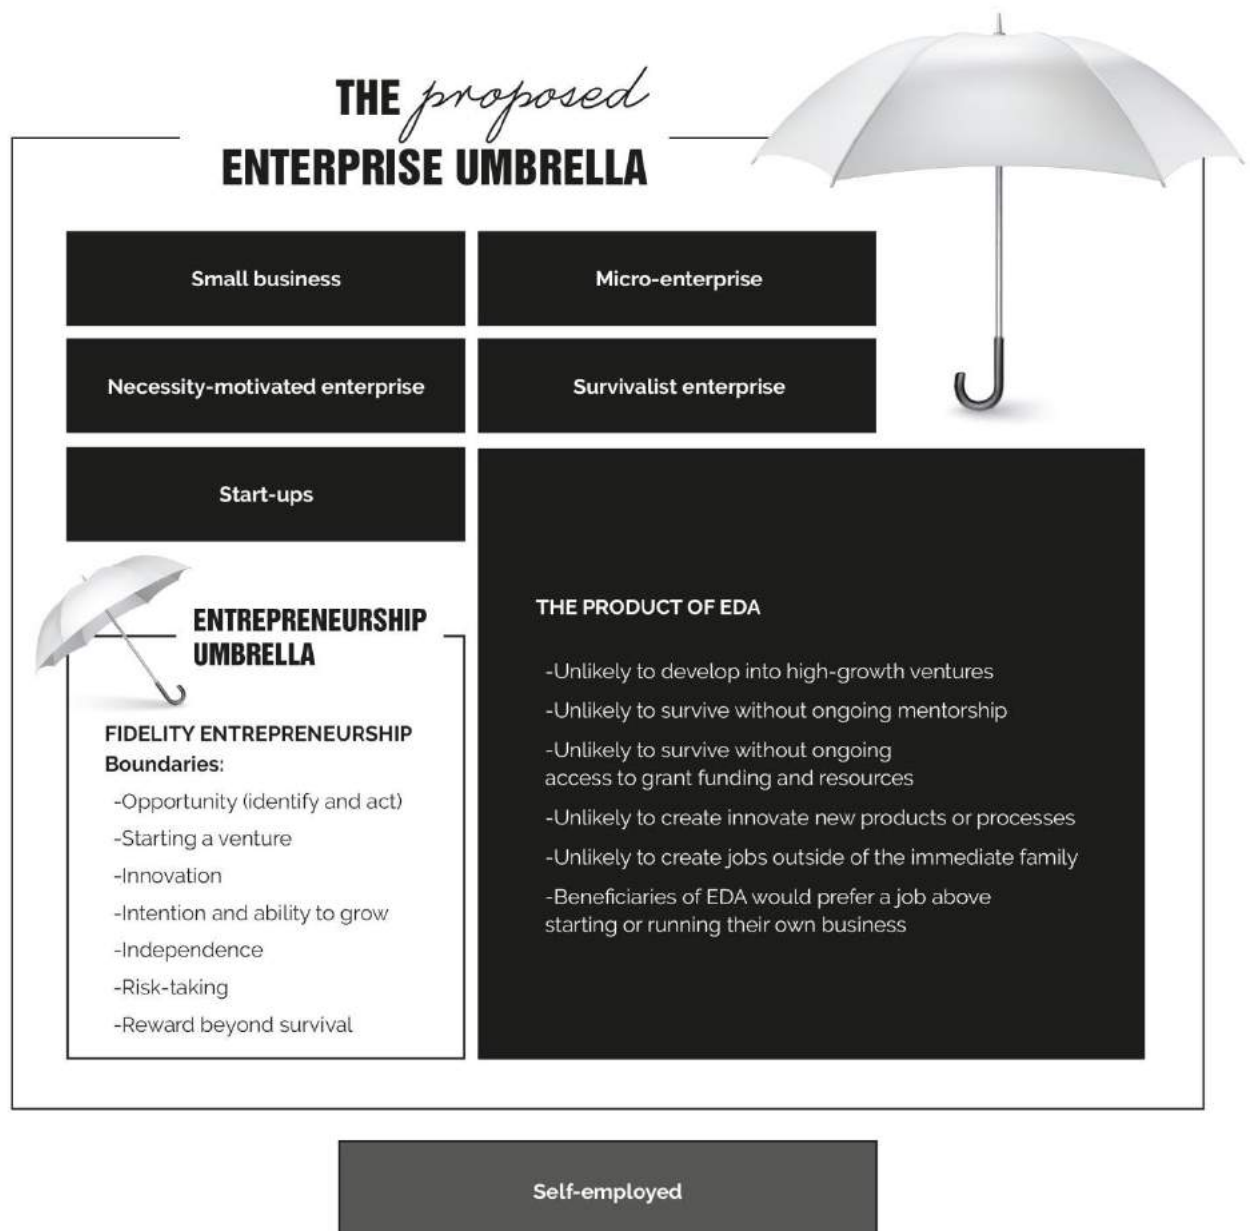 THE proposed
ENTERPRISE UMBRELLA
Small business
Micro-enterprise
Necessity-motivated enterprise
Survivalist enterprise
Start-ups
ENTREPRENEURSHIP
UMBRELLA
FIDELITY ENTREPRENEURSHIP
Boundaries:
-Opportunity (identify and act)
-Starting a venture
-Innovation
-Intention and ability to grow
-Independence
-Risk-taking
-Reward beyond survival
THE PRODUCT OF EDA
-Unlikely to develop into high-growth ventures
-Unlikely to survive without ongoing mentorship
-Unlikely to survive without ongoing
access to grant funding and resources
-Unlikely to create innovate new products or processes
-Unlikely to create jobs outside of the immediate family
-Beneficiaries of EDA would prefer a job above
starting or running their own business
Self-employed